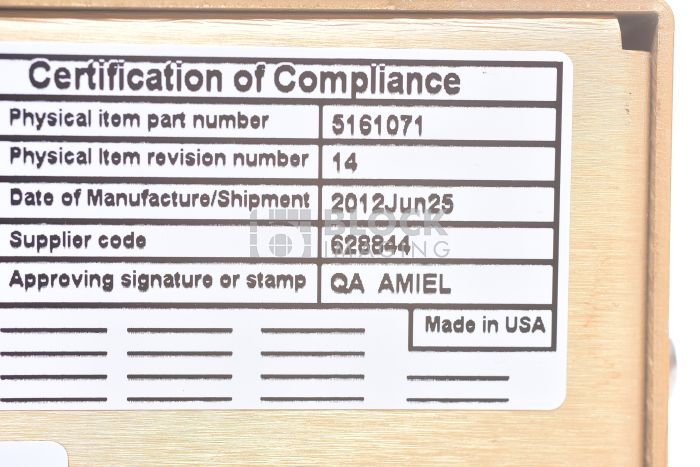 Certification of Compliance
Physical item part number 5161071
Physical Item revision number 14
Date of Manufacture/Shipment 2012Jun25
Supplier code 628844
Approving signature or stamp QA AMIEL
Made in USA
BLOCK
IMAGING